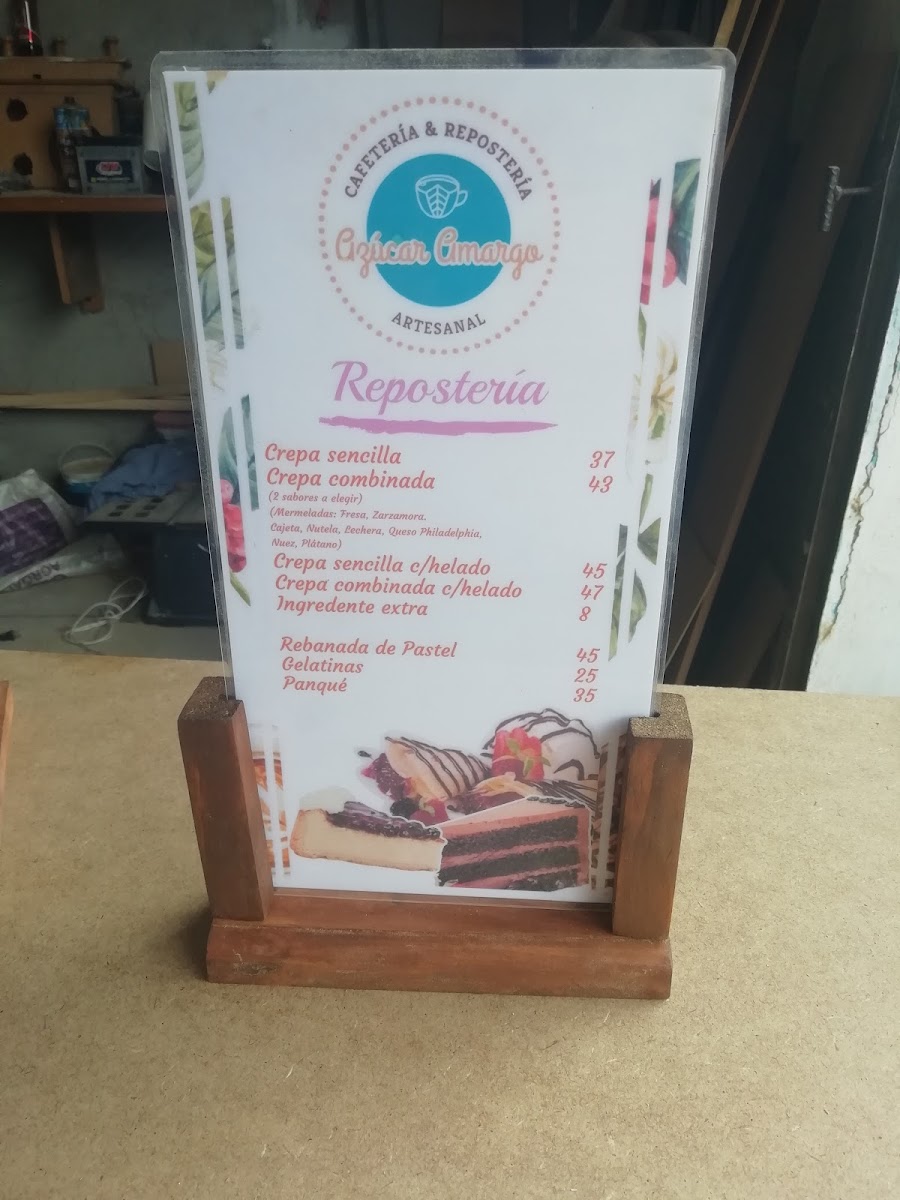 CAFETERÍA & REPOSTERÍA
Azúcar Amargo
ARTESANAL
Repostería
Crepa sencilla 37
Crepa combinada 43
(2 sabores a elegir)
(Mermeladas: Fresa, Zarzamora.
Cajeta, Nutela, Lechera, Queso Philadelphia,
Nuez, Plátano)
Crepa sencilla c/helado 45
Crepa combinada c/helado 47
Ingredente extra 8
Rebanada de Pastel 45
Gelatinas 25
Panqué 35